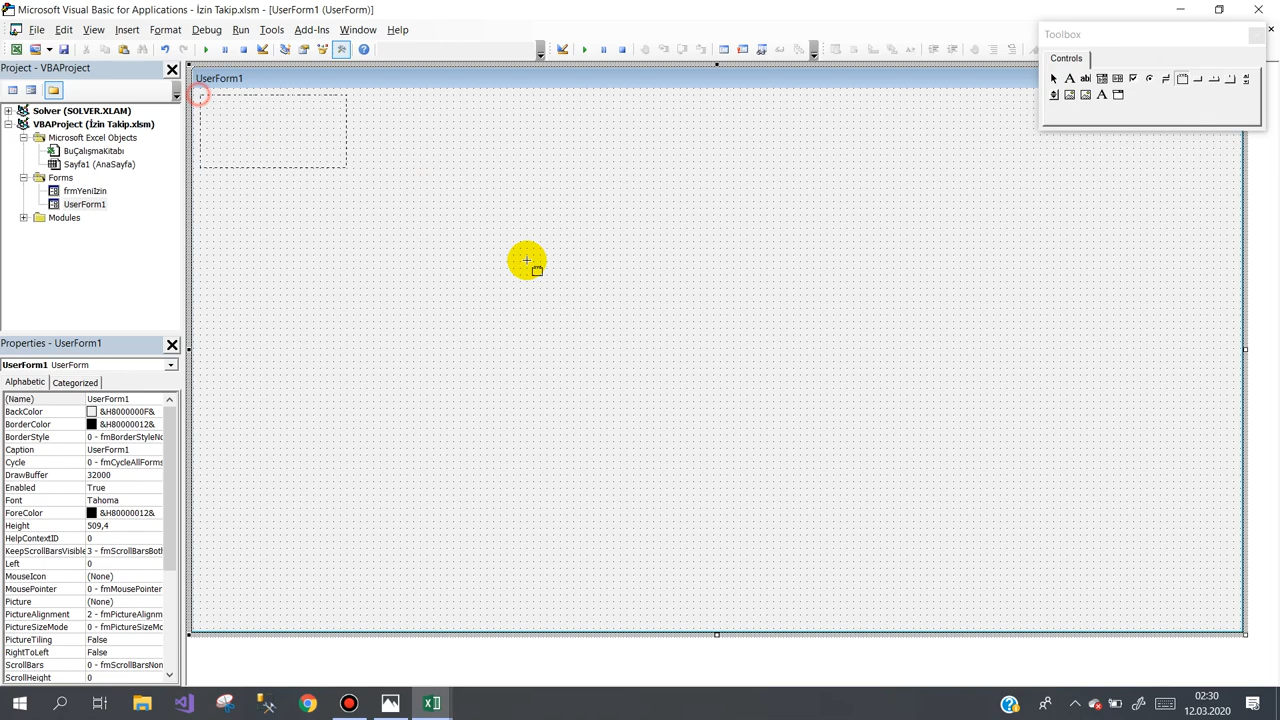 Microsoft Visual Basic for Applications - İzin Takip.xlsm - [UserForm1 (UserForm)]
File Edit View Insert Format Debug Run Tools Add-Ins Window Help
Toolbox
Controls
Project - VBAProject
Solver (SOLVER.XLAM)
VBAProject (İzin Takip.xlsm)
Microsoft Excel Objects
BuÇalışmaKitabı
Sayfa1 (AnaSayfa)
Forms
frmYeniIzin
UserForm1
Modules
UserForm1
Properties - UserForm1
UserForm1 UserForm
Alphabetic Categorized
(Name) UserForm1
BackColor &H8000000F&
BorderColor &H80000012&
BorderStyle 0 - fmBorderStyleNo
Caption UserForm1
Cycle 0 - fmCycleAllForms
DrawBuffer 32000
Enabled True
Font Tahoma
ForeColor &H80000012&
Height 509,4
HelpContextID 0
KeepScrollBarsVisible 3 - fmScrollBarsBoth
Left 0
MouseIcon (None)
MousePointer 0 - fmMousePointer
Picture (None)
PictureAlignment 2 - fmPictureAlignm
PictureSizeMode 0 - fmPictureSizeMo
PictureTiling False
RightToLeft False
ScrollBars 0 - fmScrollBarsNon
ScrollHeight 0
02:30
12.03.2020